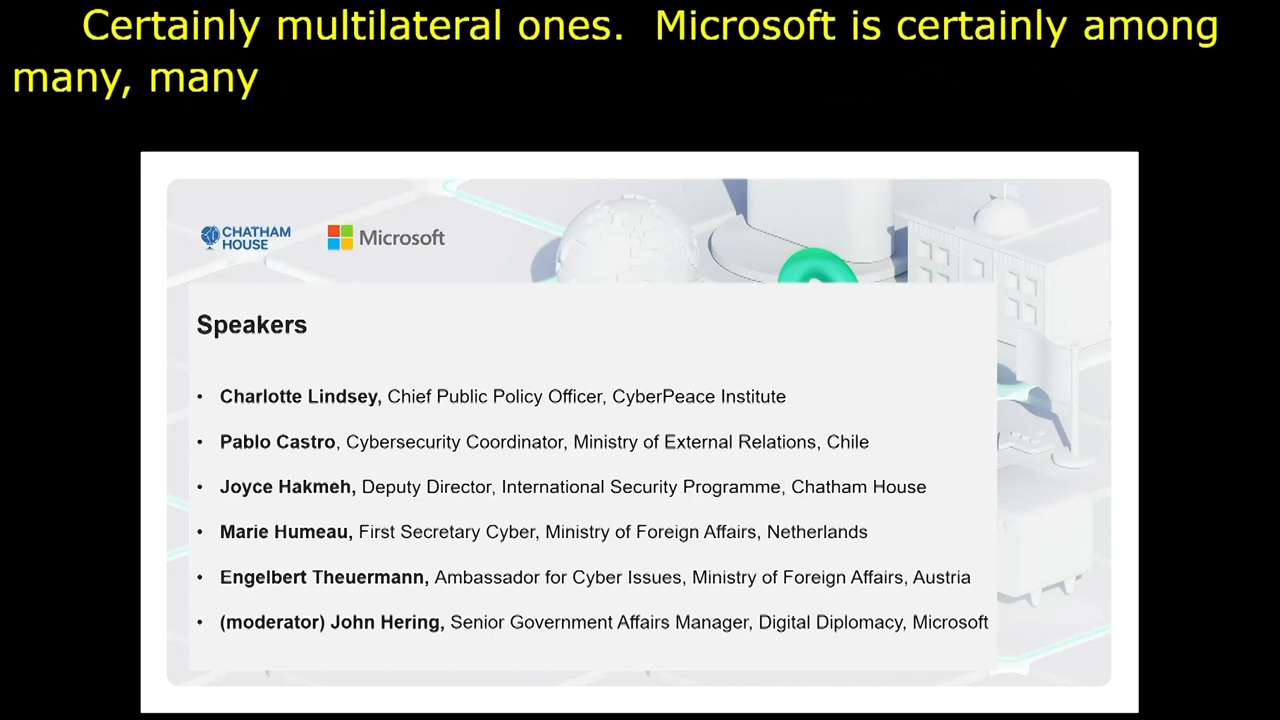 Certainly multilateral ones. Microsoft is certainly among
many, many
CHATHAM
HOUSE
Microsoft
Speakers
• Charlotte Lindsey, Chief Public Policy Officer, CyberPeace Institute
• Pablo Castro, Cybersecurity Coordinator, Ministry of External Relations, Chile
• Joyce Hakmeh, Deputy Director, International Security Programme, Chatham House
• Marie Humeau, First Secretary Cyber, Ministry of Foreign Affairs, Netherlands
• Engelbert Theuermann, Ambassador for Cyber Issues, Ministry of Foreign Affairs, Austria
• (moderator) John Hering, Senior Government Affairs Manager, Digital Diplomacy, Microsoft